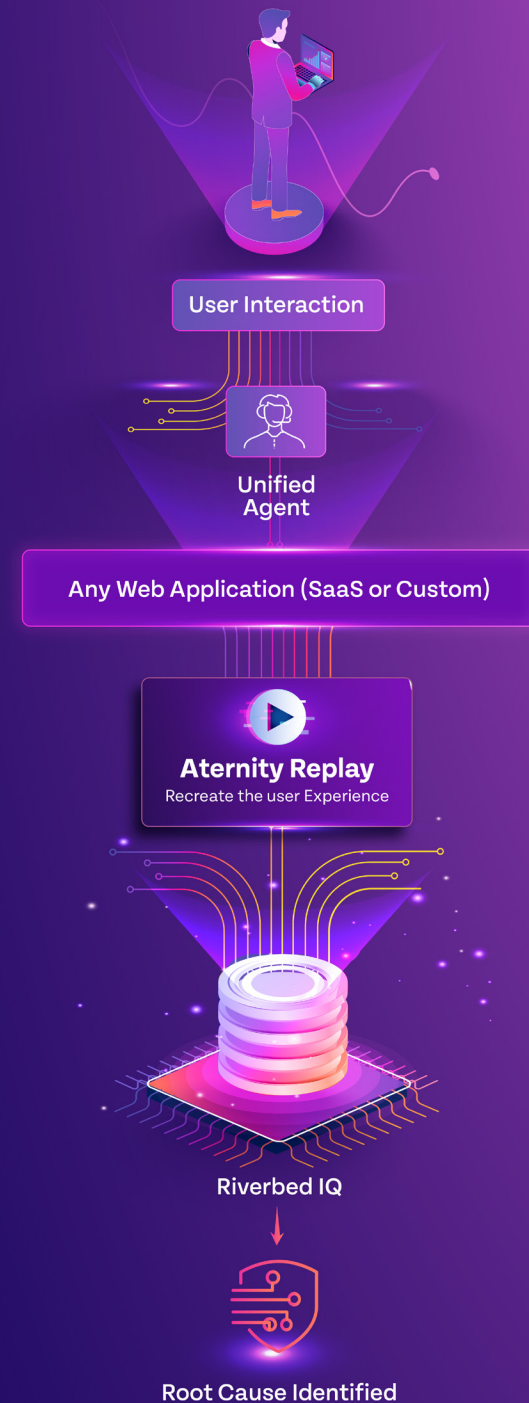 User Interaction
Unified
Agent
Any Web Application (SaaS or Custom)
Aternity Replay
Recreate the user Experience
Riverbed IQ
Root Cause Identified